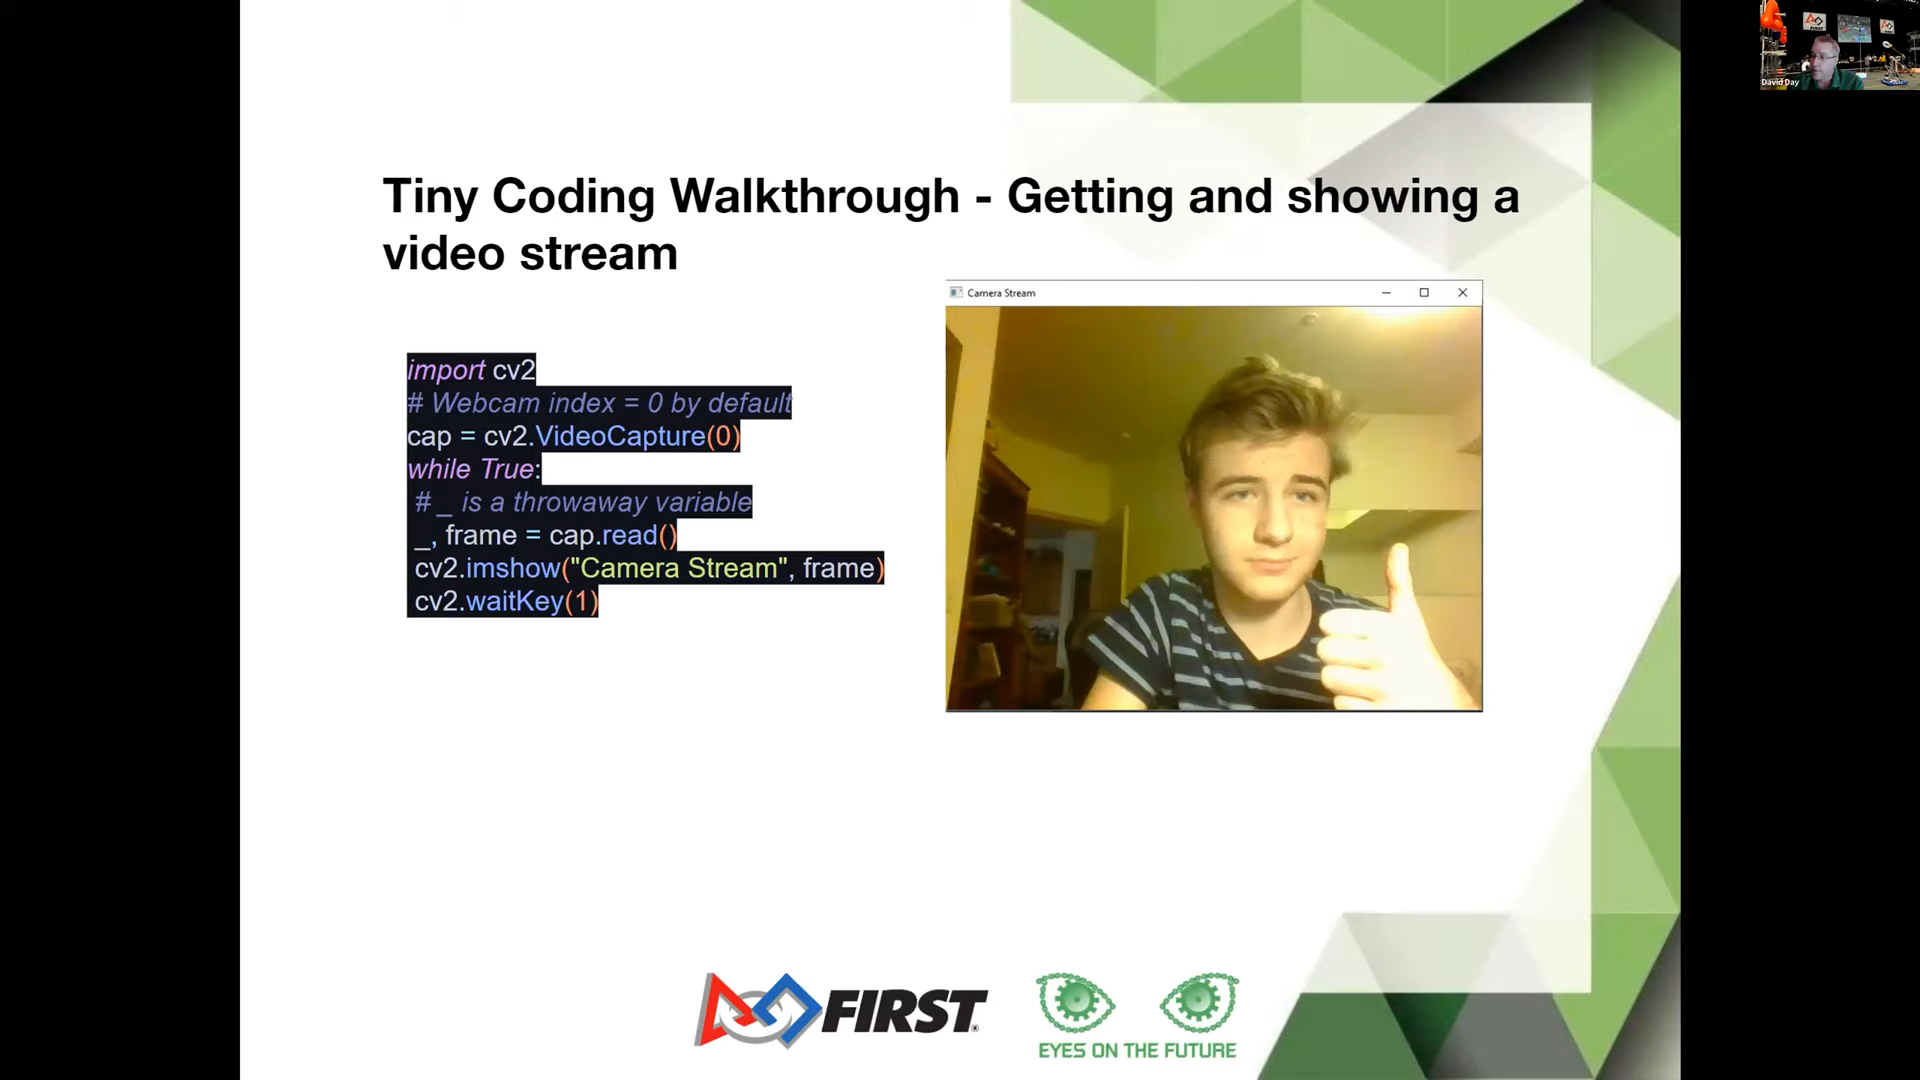 FIRST
David Day
Tiny Coding Walkthrough - Getting and showing a
video stream
Camera Stream
import cv2
# Webcam index = 0 by default
cap = cv2.VideoCapture(0)
while True:
# _ is a throwaway variable
_, frame = cap.read()
cv2.imshow("Camera Stream", frame)
cv2.waitKey(1)
FIRST®
EYES ON THE FUTURE